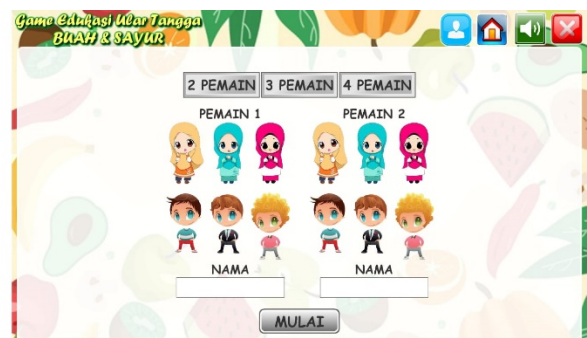 Game Edukasi Ular Tangga
BUAH & SAYUR
2 PEMAIN 3 PEMAIN 4 PEMAIN
PEMAIN 1 PEMAIN 2
NAMA NAMA
MULAI